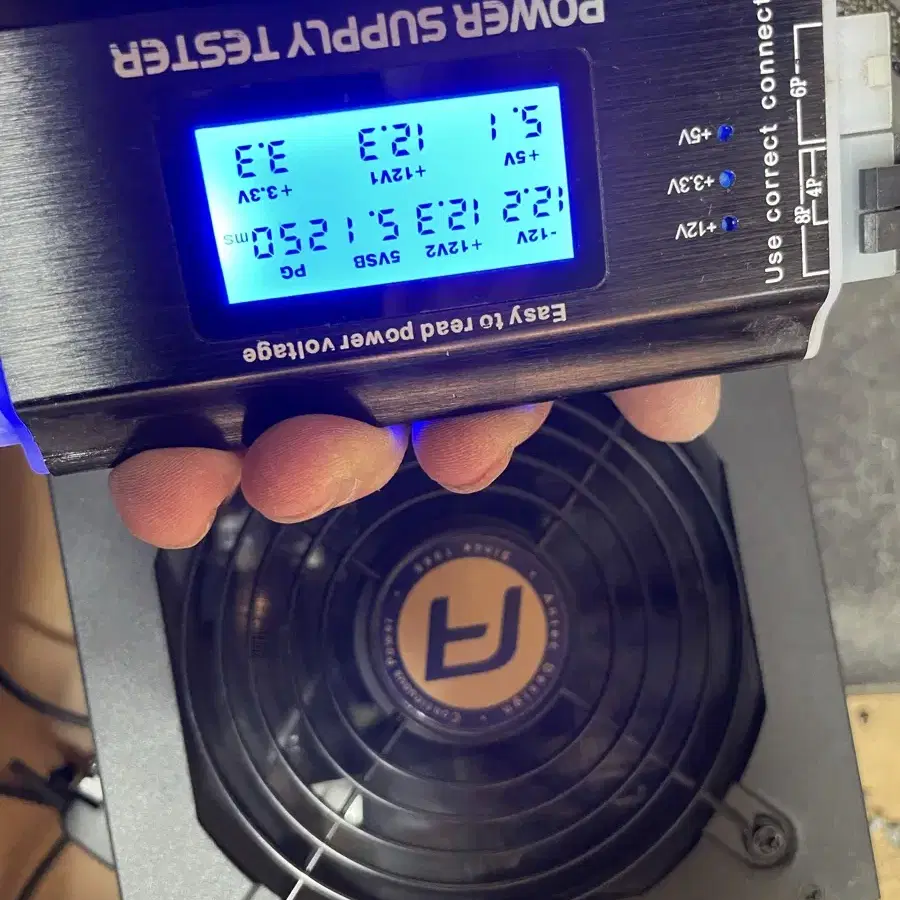 Easy to read power voltage
-12V +12V2 5VSB PG
12.2 12.3 5.1 250ms
+5V +12V1 +3.3V
5.1 12.3 3.3
POWER SUPPLY TESTER
+12V
+3.3V
+5V
Use correct connect
8P 4P 6P
Antec Design